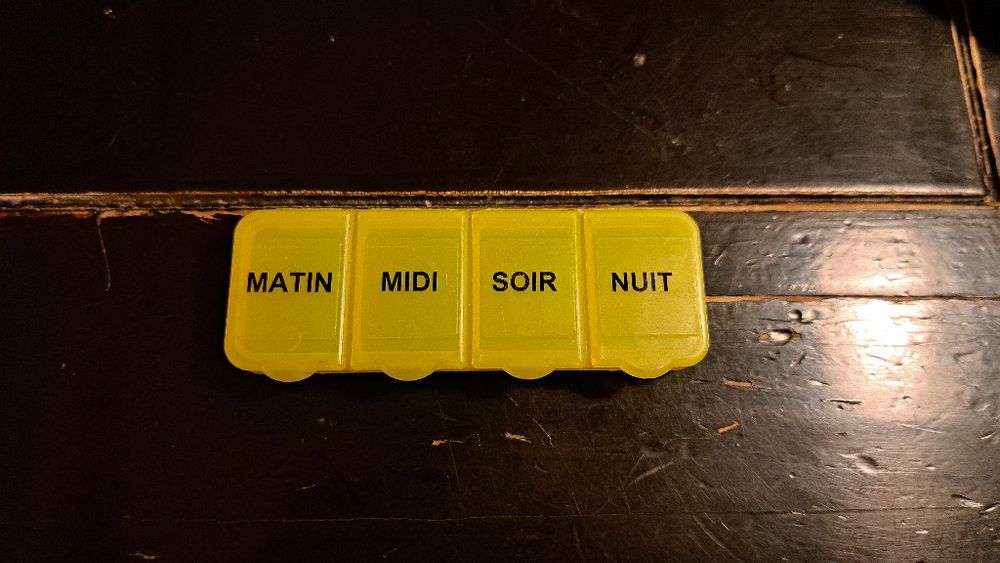 MATIN MIDI SOIR NUIT